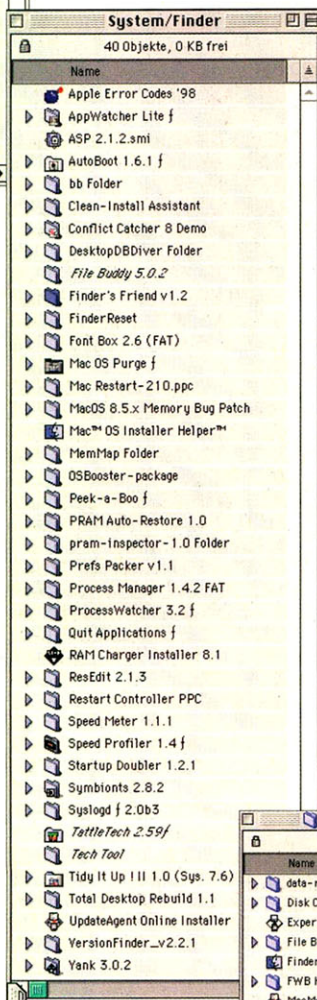 System/Finder
40 Objekte, 0 KB frei
Name
Apple Error Codes '98
AppWatcher Lite ƒ
ASP 2.1.2.smi
AutoBoot 1.6.1 ƒ
bb Folder
Clean-Install Assistant
Conflict Catcher 8 Demo
DesktopDBDiver Folder
File Buddy 5.0.2
Finder's Friend v1.2
FinderReset
Font Box 2.6 (FAT)
Mac OS Purge ƒ
Mac Restart-210.ppc
MacOS 8.5.x Memory Bug Patch
Mac™ OS Installer Helper™
MemMap Folder
OSBooster-package
Peek-a-Boo ƒ
PRAM Auto-Restore 1.0
pram-inspector-1.0 Folder
Prefs Packer v1.1
Process Manager 1.4.2 FAT
ProcessWatcher 3.2 ƒ
Quit Applications ƒ
RAM Charger Installer 8.1
ResEdit 2.1.3
Restart Controller PPC
Speed Meter 1.1.1
Speed Profiler 1.4 ƒ
Startup Doubler 1.2.1
Symbionts 2.8.2
Syslogd ƒ 2.0b3
TattleTech 2.59ƒ
Tech Tool
Tidy It Up !!! 1.0 (Sys. 7.6)
Total Desktop Rebuild 1.1
UpdateAgent Online Installer
VersionFinder_v2.2.1
Yank 3.0.2
Name
Disk
Exper
File B
Finder
FWB